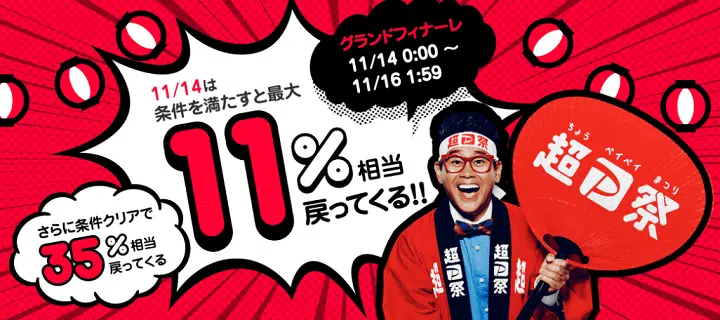 グランドフィナーレ
11/14 0:00 ～
11/16 1:59
11/14は
条件を満たすと最大
11%相当
戻ってくる!!
さらに条件クリアで
35%相当
戻ってくる
超P祭
ちょう ペイペイ まつり
超P祭
超P祭
超P祭